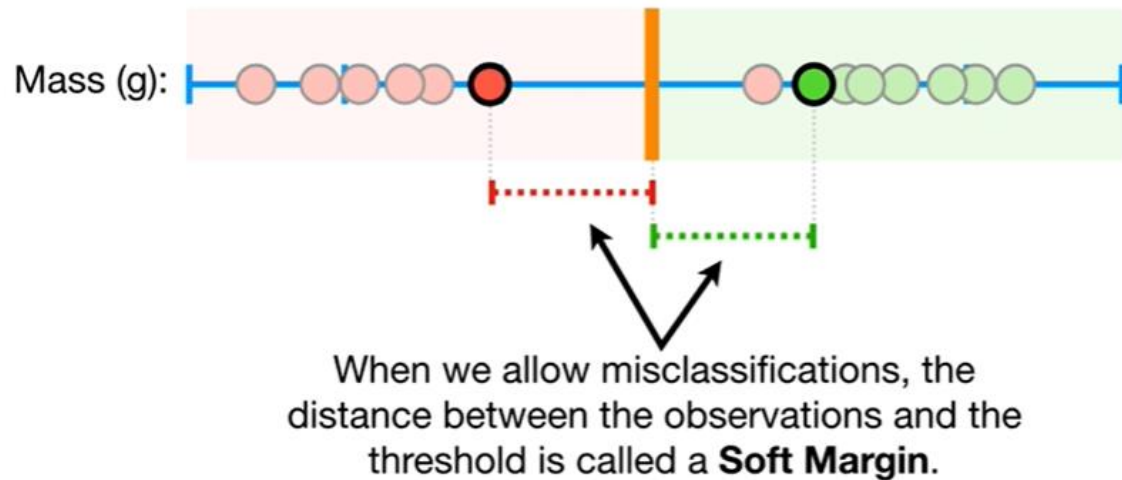 Mass (g):
When we allow misclassifications, the
distance between the observations and the
threshold is called a Soft Margin.